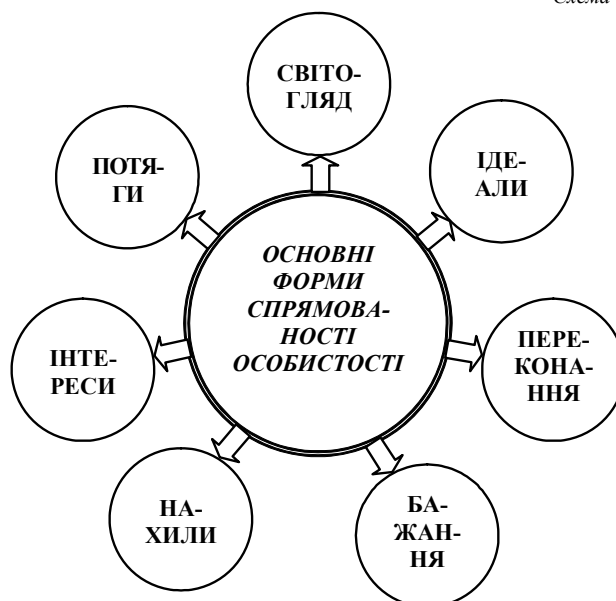 Схема
СВІТО-
ГЛЯД
ІДЕ-
АЛИ
ПОТЯ-
ГИ
ОСНОВНІ
ФОРМИ
СПРЯМОВА-
НОСТІ
ОСОБИСТОСТІ
ПЕРЕ-
КОНА-
ННЯ
ІНТЕ-
РЕСИ
НА-
ХИЛИ
БА-
ЖАН-
НЯ